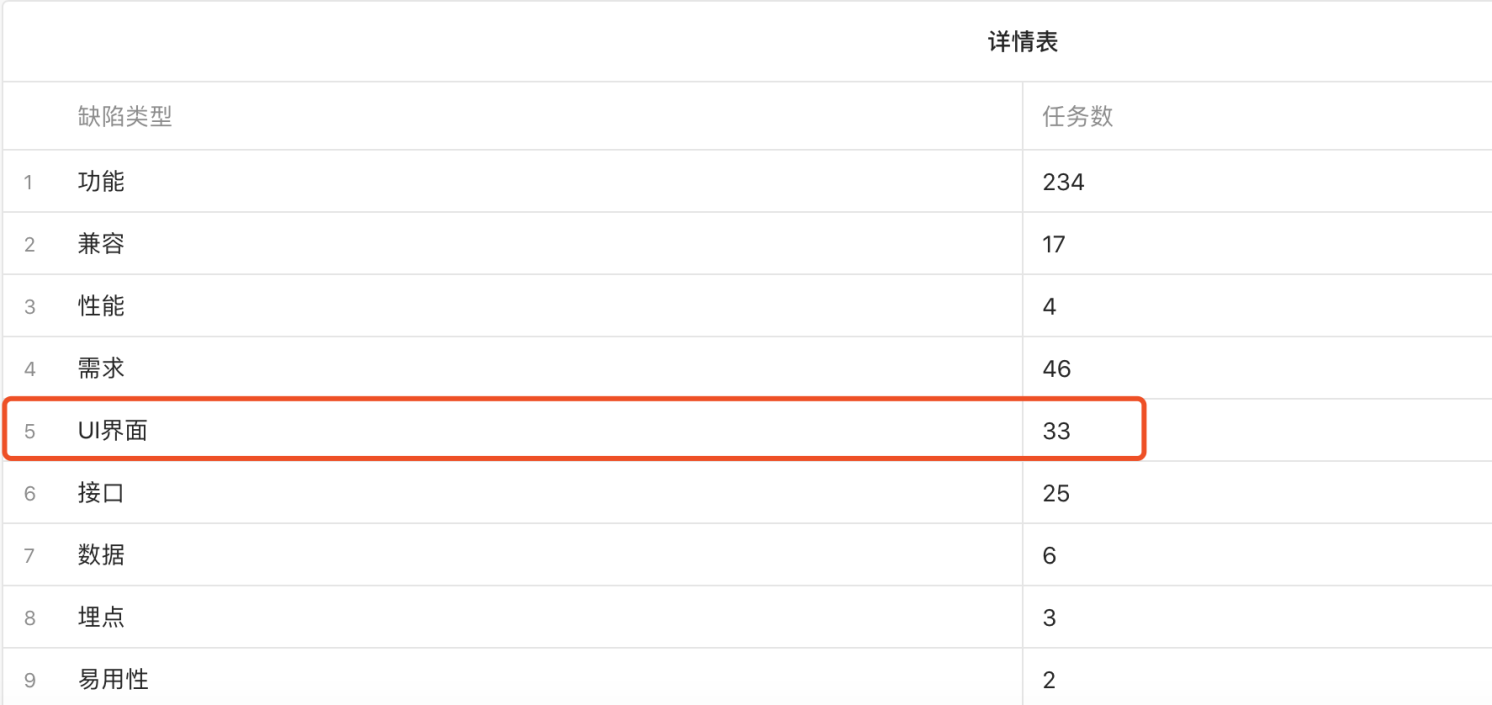 详情表
缺陷类型 任务数
1 功能 234
2 兼容 17
3 性能 4
4 需求 46
5 UI界面 33
6 接口 25
7 数据 6
8 埋点 3
9 易用性 2